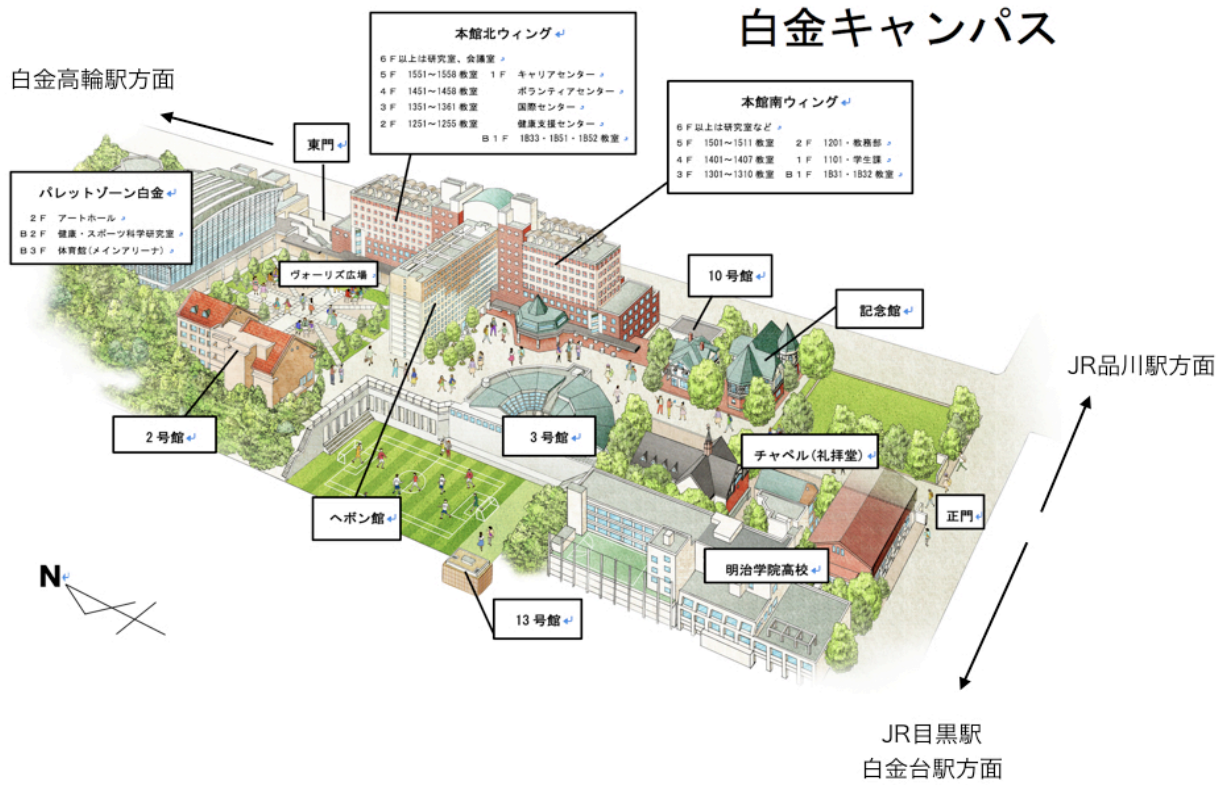 白金キャンパス
白金高輪駅方面
本館北ウィング
6F以上は研究室、会議室
5F 1551~1558教室 1F キャリアセンター
4F 1451~1458教室 ボランティアセンター
3F 1351~1361教室 国際センター
2F 1251~1255教室 健康支援センター
B1F 1B33・1B51・1B52教室
本館南ウィング
6F以上は研究室など
5F 1501~1511教室 2F 1201・教務部
4F 1401~1407教室 1F 1101・学生課
3F 1301~1310教室 B1F 1B31・1B32教室
東門
パレットゾーン白金
2F アートホール
B2F 健康・スポーツ科学研究室
B3F 体育館(メインアリーナ)
ヴォーリズ広場
10号館
記念館
JR品川駅方面
2号館
3号館
チャペル(礼拝堂)
ヘボン館
正門
明治学院高校
N
13号館
JR目黒駅
白金台駅方面